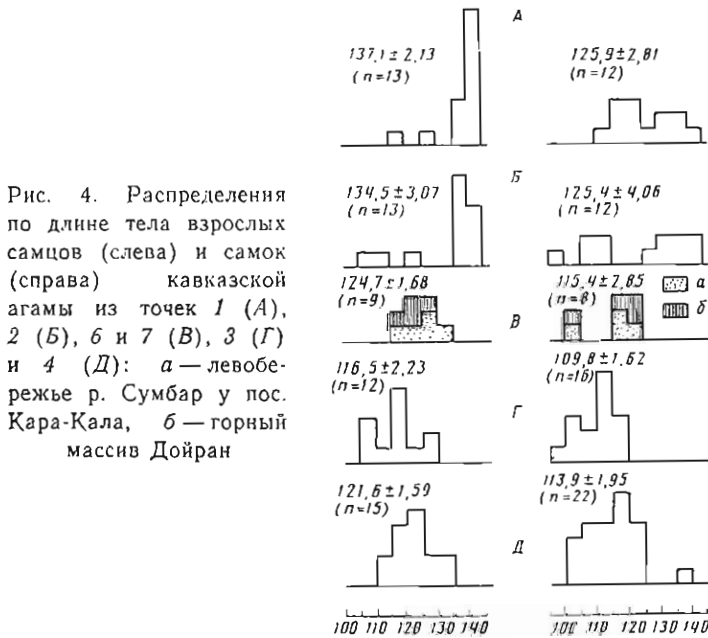 Рис. 4. Распределения
по длине тела взрослых
самцов (слева) и самок
(справа) кавказской
агамы из точек 1 (А),
2 (Б), 6 и 7 (В), 3 (Г)
и 4 (Д): а — левобе-
режье р. Сумбар у пос.
Кара-Кала, б — горный
массив Дойран
А
137,1 ± 2,13
(n=13)
125,9 ± 2,81
(n=12)
Б
134,5 ± 3,07
(n=13)
125,4 ± 4,06
(n=12)
В
124,7 ± 1,68
(n=9)
115,4 ± 2,85
(n=8)
а
б
Г
116,5 ± 2,23
(n=12)
109,8 ± 1,62
(n=16)
Д
121,6 ± 1,59
(n=15)
113,9 ± 1,95
(n=22)
100 110 120 130 140
100 110 120 130 140